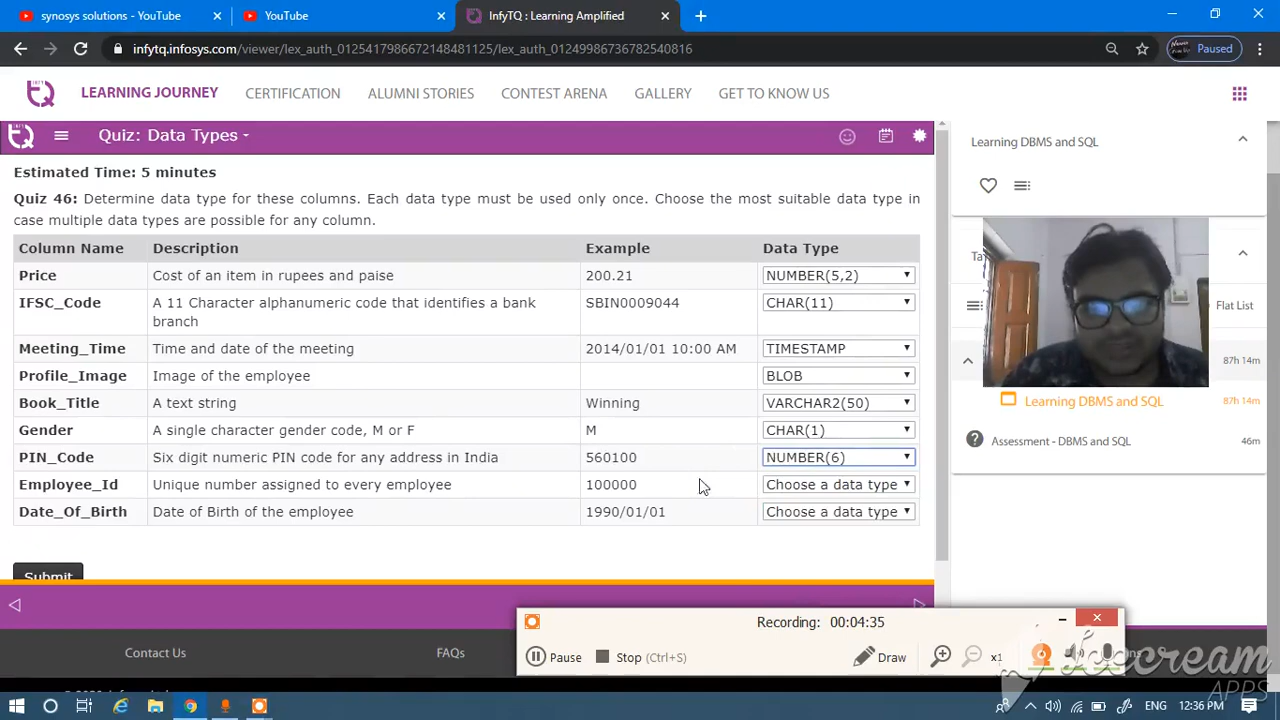 synosys solutions - YouTube
YouTube
InfyTQ : Learning Amplified
infytq.infosys.com/viewer/lex_auth_0125417986672148481125/lex_auth_01249986736782540816
Paused
LEARNING JOURNEY
CERTIFICATION
ALUMNI STORIES
CONTEST ARENA
GALLERY
GET TO KNOW US
Quiz: Data Types
Learning DBMS and SQL
Estimated Time: 5 minutes
Quiz 46: Determine data type for these columns. Each data type must be used only once. Choose the most suitable data type in
case multiple data types are possible for any column.
Column Name Description Example Data Type
Price Cost of an item in rupees and paise 200.21 NUMBER(5,2)
IFSC_Code A 11 Character alphanumeric code that identifies a bank
branch SBIN0009044 CHAR(11)
Meeting_Time Time and date of the meeting 2014/01/01 10:00 AM TIMESTAMP
Profile_Image Image of the employee BLOB
Book_Title A text string Winning VARCHAR2(50)
Gender A single character gender code, M or F M CHAR(1)
PIN_Code Six digit numeric PIN code for any address in India 560100 NUMBER(6)
Employee_Id Unique number assigned to every employee 100000 Choose a data type
Date_Of_Birth Date of Birth of the employee 1990/01/01 Choose a data type
Submit
Flat List
87h 14m
Learning DBMS and SQL 87h 14m
Assessment - DBMS and SQL 46m
Recording: 00:04:35
Pause
Stop (Ctrl+S)
Draw
x1
Contact Us
FAQs
Icecream
APPS
ENG
12:36 PM